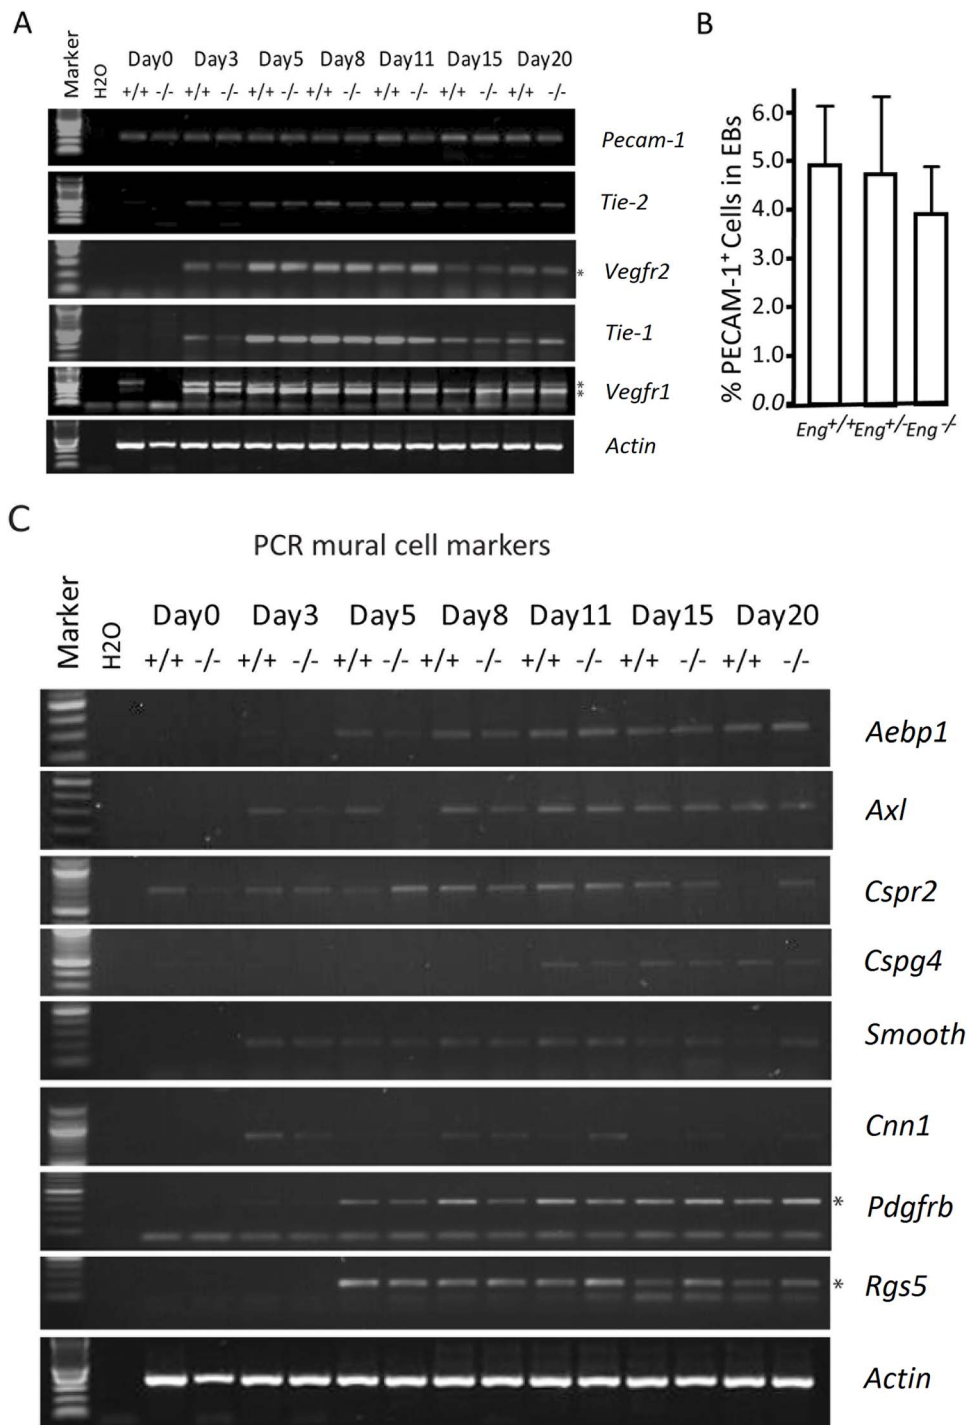 A
Marker
H2O
Day0 Day3 Day5 Day8 Day11 Day15 Day20
+/+ -/- +/+ -/- +/+ -/- +/+ -/- +/+ -/- +/+ -/- +/+ -/-
Pecam-1
Tie-2
* Vegfr2
Tie-1
* Vegfr1
*
Actin
B
% PECAM-1+ Cells in EBs
6.0
5.0
4.0
3.0
2.0
1.0
0.0
Eng+/+ Eng+/- Eng-/-
C
PCR mural cell markers
Marker
H2O
Day0 Day3 Day5 Day8 Day11 Day15 Day20
+/+ -/- +/+ -/- +/+ -/- +/+ -/- +/+ -/- +/+ -/- +/+ -/-
Aebp1
Axl
Cspr2
Cspg4
Smooth
Cnn1
* Pdgfrb
* Rgs5
Actin